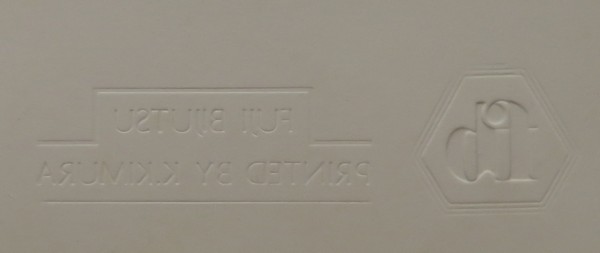 FUJI BIJUTSU
PRINTED BY K.KIMURA